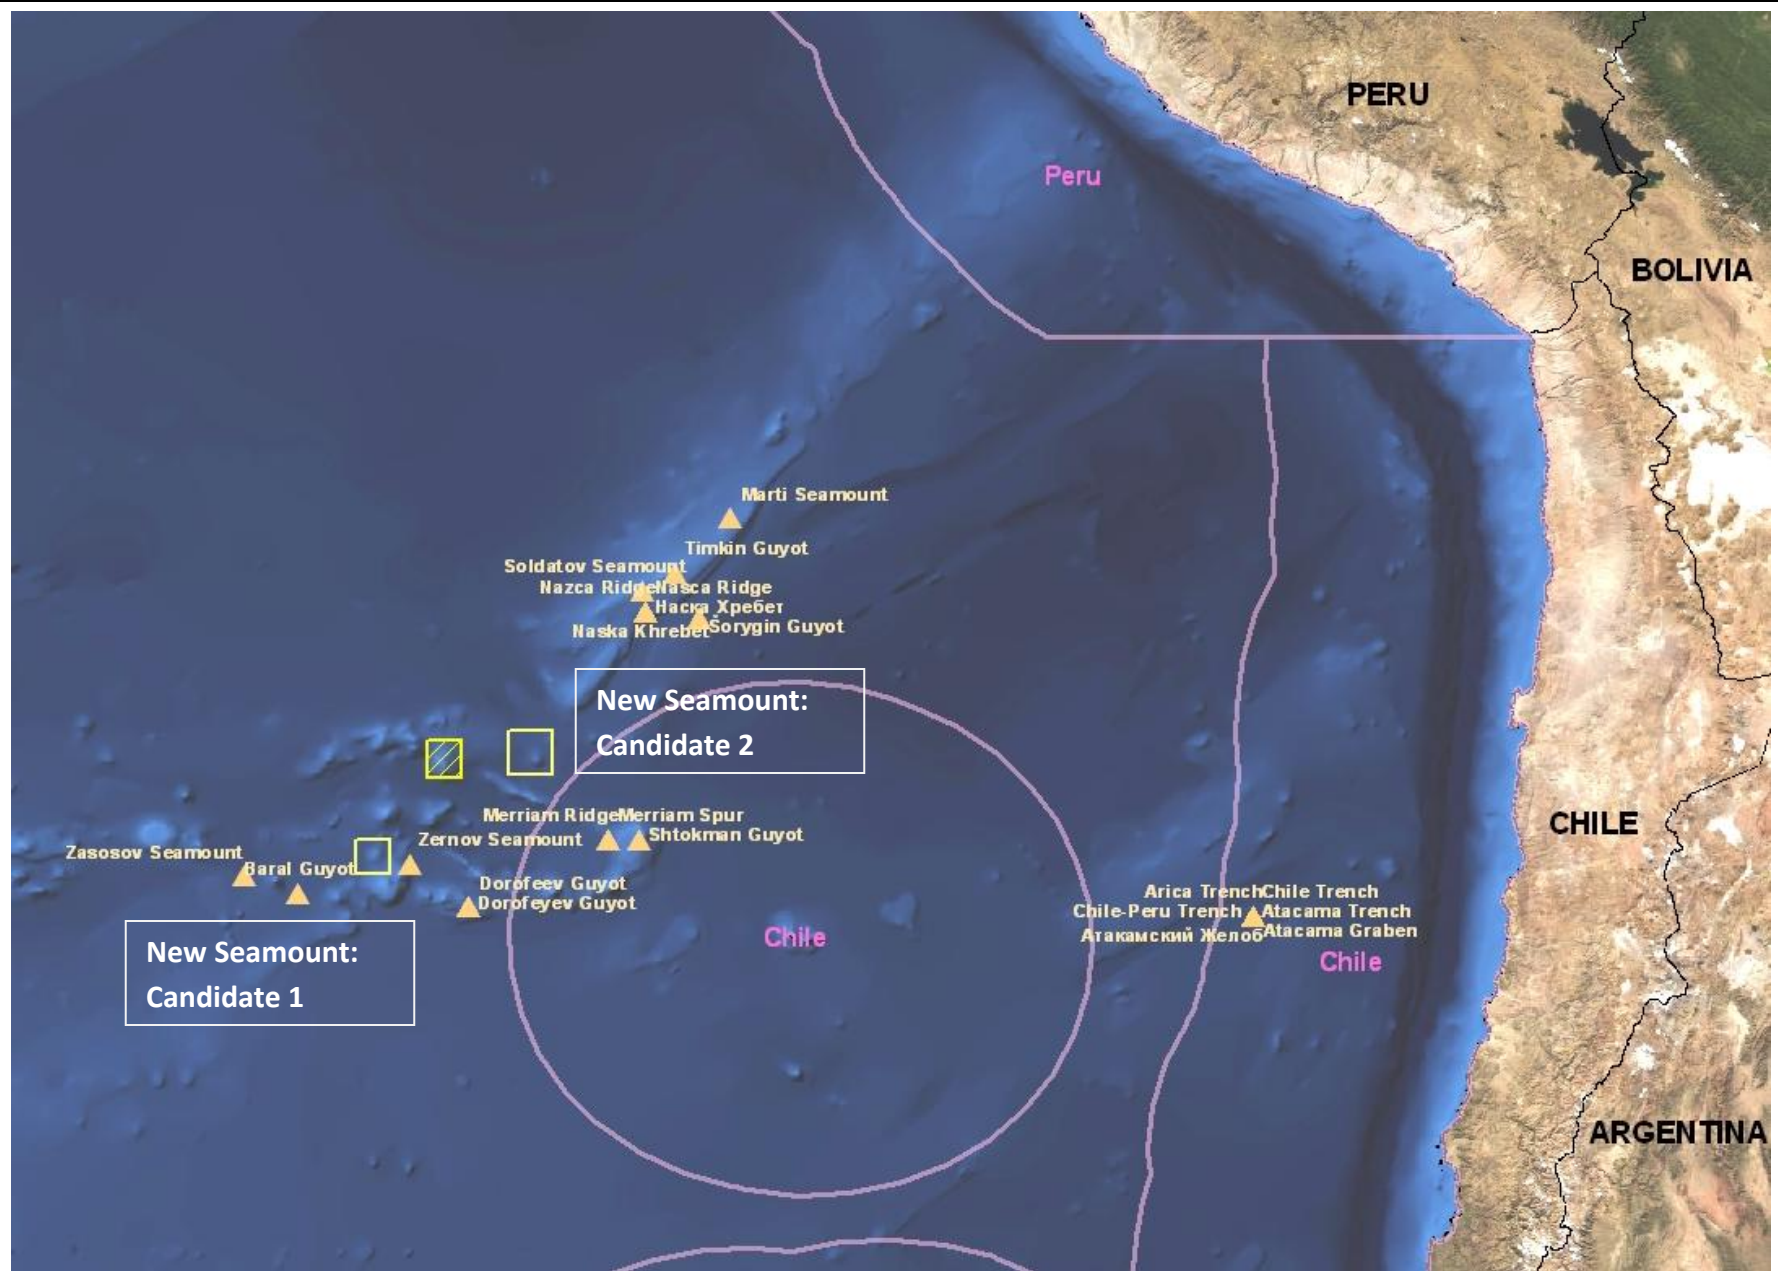 PERU
Peru
BOLIVIA
Marti Seamount
Timkin Guyot
Soldatov Seamount
Nazca Ridge
Nasca Ridge
Наска Хребет
Naska Khrebet
Sorygin Guyot
New Seamount:
Candidate 2
Merriam Ridge
Merriam Spur
Zernov Seamount
Shtokman Guyot
CHILE
Zasosov Seamount
Baral Guyot
Dorofeev Guyot
Dorofeyev Guyot
Arica Trench
Chile Trench
Chile-Peru Trench
Atacama Trench
Атакамский Желоб
Atacama Graben
Chile
Chile
New Seamount:
Candidate 1
ARGENTINA